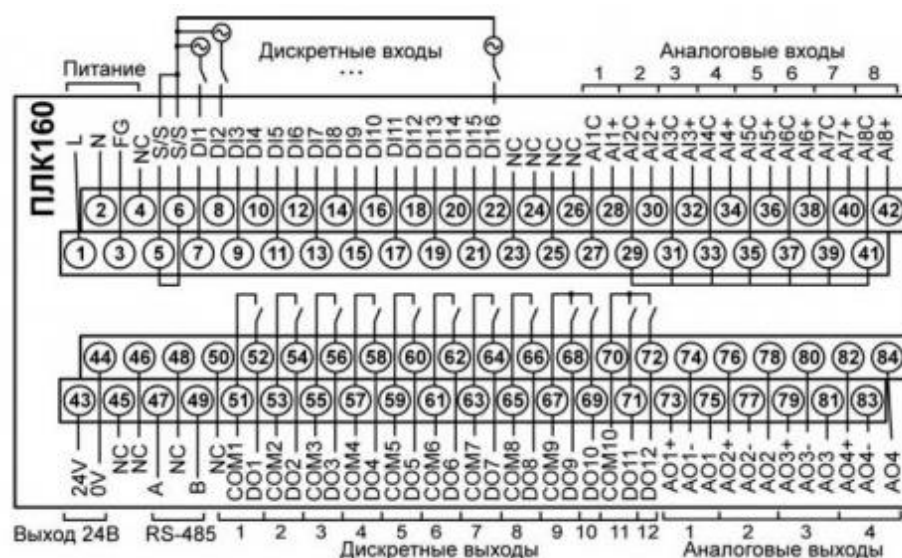 Дискретные входы
...
Аналоговые входы
Питание
1 2 3 4 5 6 7 8
ПЛК160
L N FG NC S/S S/S DI1 DI2 DI3 DI4 DI5 DI6 DI7 DI8 DI9 DI10 DI11 DI12 DI13 DI14 DI15 DI16 NC NC NC NC AI1C AI1+ AI2C AI2+ AI3C AI3+ AI4C AI4+ AI5C AI5+ AI6C AI6+ AI7C AI7+ AI8C AI8+
2 4 6 8 10 12 14 16 18 20 22 24 26 28 30 32 34 36 38 40 42
1 3 5 7 9 11 13 15 17 19 21 23 25 27 29 31 33 35 37 39 41
44 46 48 50 52 54 56 58 60 62 64 66 68 70 72 74 76 78 80 82 84
43 45 47 49 51 53 55 57 59 61 63 65 67 69 71 73 75 77 79 81 83
24V 0V NC NC A NC B NC COM1 DO1 COM2 DO2 COM3 DO3 COM4 DO4 COM5 DO5 COM6 DO6 COM7 DO7 COM8 DO8 COM9 DO9 DO10 COM10 DO11 DO12 AO1+ AO1- AO1 AO2+ AO2- AO2 AO3+ AO3- AO3 AO4+ AO4- AO4
Выход 24В RS-485 1 2 3 4 5 6 7 8 9 10 11 12 1 2 3 4
Дискретные выходы Аналоговые выходы